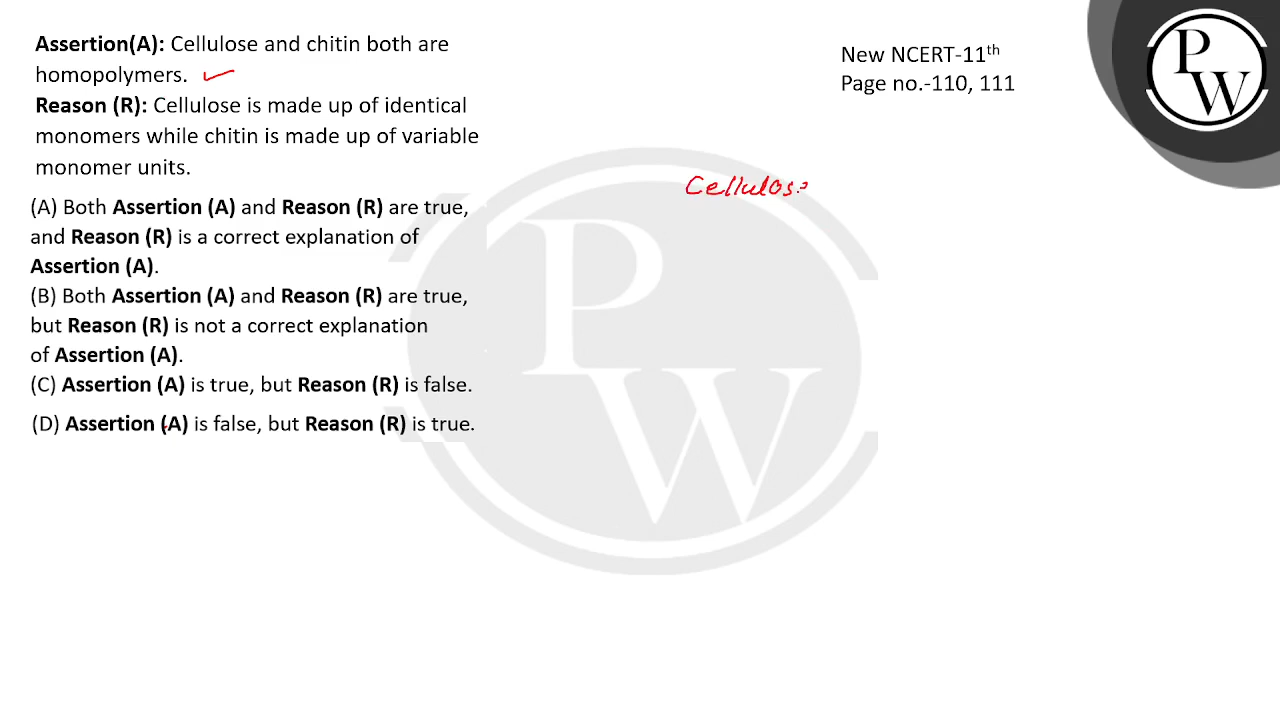 Assertion(A): Cellulose and chitin both are
homopolymers.
Reason (R): Cellulose is made up of identical
monomers while chitin is made up of variable
monomer units.
(A) Both Assertion (A) and Reason (R) are true,
and Reason (R) is a correct explanation of
Assertion (A).
(B) Both Assertion (A) and Reason (R) are true,
but Reason (R) is not a correct explanation
of Assertion (A).
(C) Assertion (A) is true, but Reason (R) is false.
(D) Assertion (A) is false, but Reason (R) is true.
New NCERT-11th
Page no.-110, 111
PW
Cellulos
PW